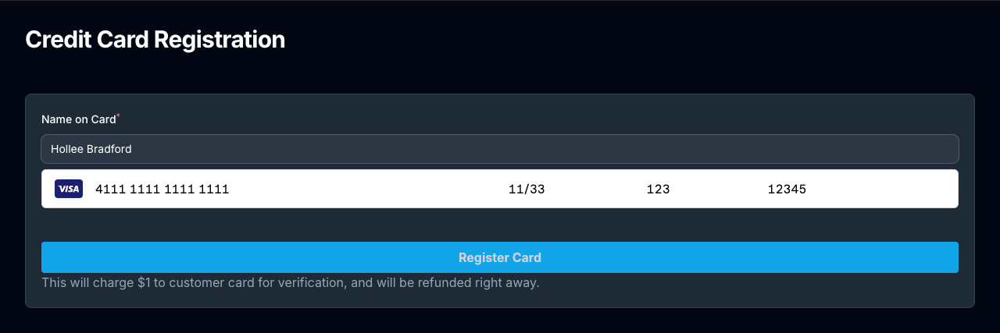 Credit Card Registration
Name on Card*
Hollee Bradford
VISA 4111 1111 1111 1111 11/33 123 12345
Register Card
This will charge $1 to customer card for verification, and will be refunded right away.